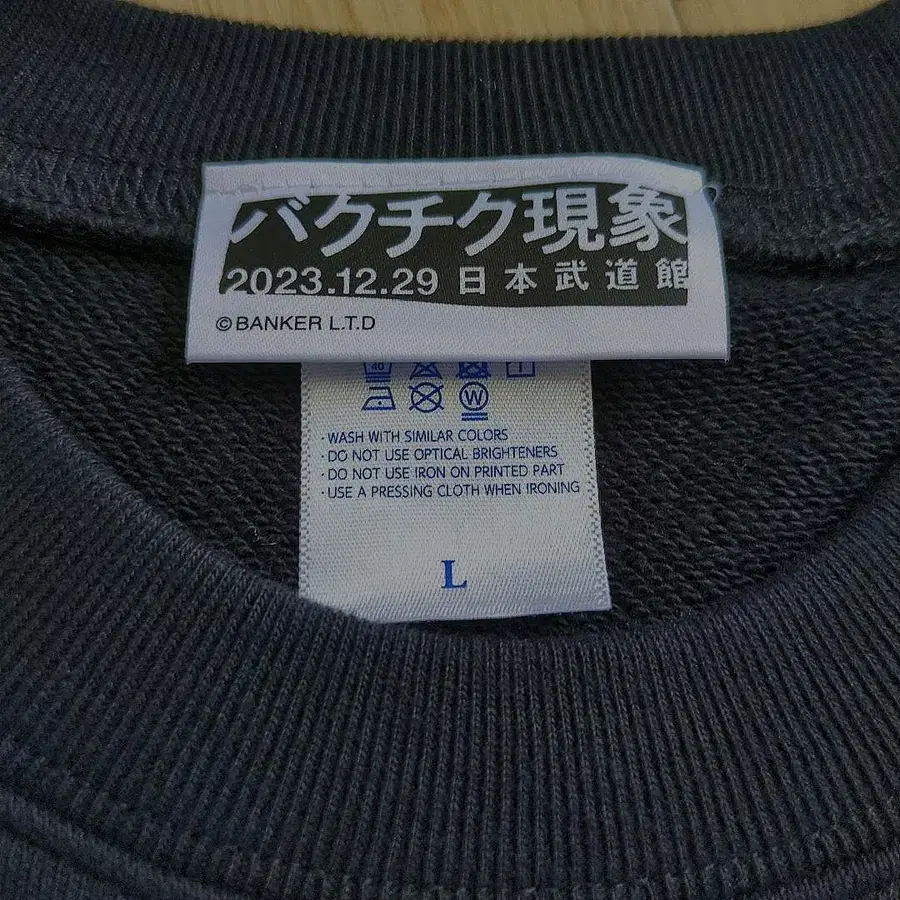 バクチク現象
2023.12.29 日本武道館
©BANKER L.T.D
40
W
· WASH WITH SIMILAR COLORS
· DO NOT USE OPTICAL BRIGHTENERS
· DO NOT USE IRON ON PRINTED PART
· USE A PRESSING CLOTH WHEN IRONING
L